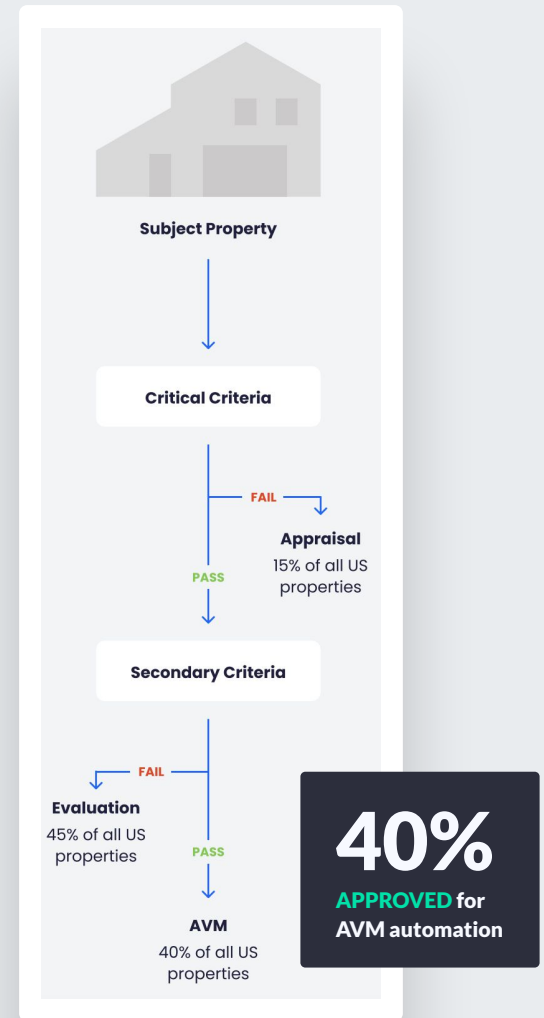 Subject Property
Critical Criteria
FAIL
Appraisal
15% of all US
properties
PASS
Secondary Criteria
FAIL
Evaluation
45% of all US
properties
PASS
AVM
40% of all US
properties
40%
APPROVED for
AVM automation